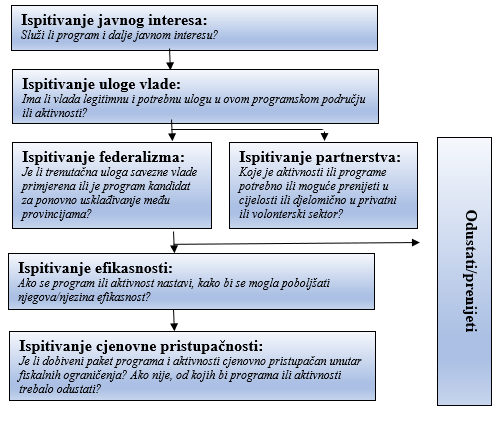 Ispitivanje javnog interesa:
Služi li program i dalje javnom interesu?
Ispitivanje uloge vlade:
Ima li vlada legitimnu i potrebnu ulogu u ovom programskom području
ili aktivnosti?
Ispitivanje federalizma:
Je li trenutačna uloga savezne vlade
primjerena ili je program kandidat
za ponovno usklađivanje među
provincijama?
Ispitivanje partnerstva:
Koje je aktivnosti ili programe
potrebno ili moguće prenijeti u
cijelosti ili djelomično u privatni
ili volonterski sektor?
Odustati/prenijeti
Ispitivanje efikasnosti:
Ako se program ili aktivnost nastavi, kako bi se mogla poboljšati
njegova/njezina efikasnost?
Ispitivanje cjenovne pristupačnosti:
Je li dobiveni paket programa i aktivnosti cjenovno pristupačan unutar
fiskalnih ograničenja? Ako nije, od kojih bi programa ili aktivnosti
trebalo odustati?